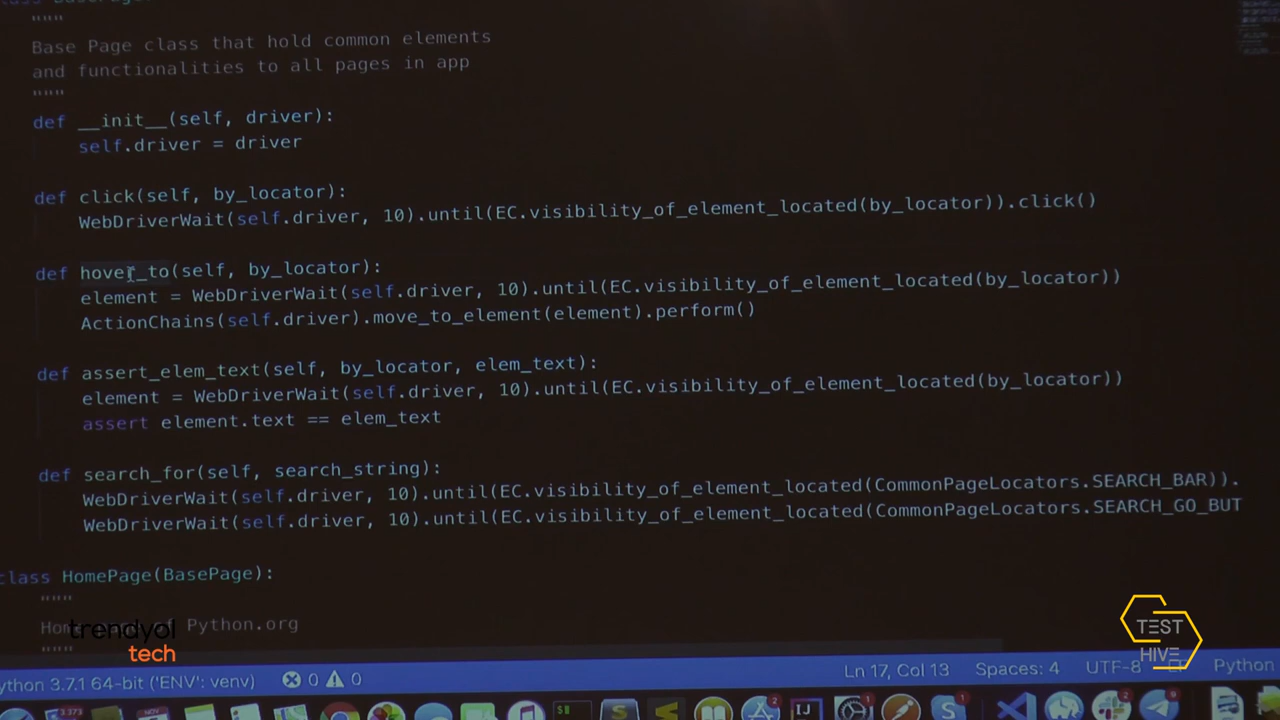 """
Base Page class that hold common elements
and functionalities to all pages in app
"""
def __init__(self, driver):
self.driver = driver
def click(self, by_locator):
WebDriverWait(self.driver, 10).until(EC.visibility_of_element_located(by_locator)).click()
def hover_to(self, by_locator):
element = WebDriverWait(self.driver, 10).until(EC.visibility_of_element_located(by_locator))
ActionChains(self.driver).move_to_element(element).perform()
def assert_elem_text(self, by_locator, elem_text):
element = WebDriverWait(self.driver, 10).until(EC.visibility_of_element_located(by_locator))
assert element.text == elem_text
def search_for(self, search_string):
WebDriverWait(self.driver, 10).until(EC.visibility_of_element_located(CommonPageLocators.SEARCH_BAR)).
WebDriverWait(self.driver, 10).until(EC.visibility_of_element_located(CommonPageLocators.SEARCH_GO_BUT
class HomePage(BasePage):
"""
Home of Python.org
"""
trendyol
tech
TEST
HIVE
ython 3.7.1 64-bit ('ENV': venv) 0 0 Ln 17, Col 13 Spaces: 4 UTF-8 Python